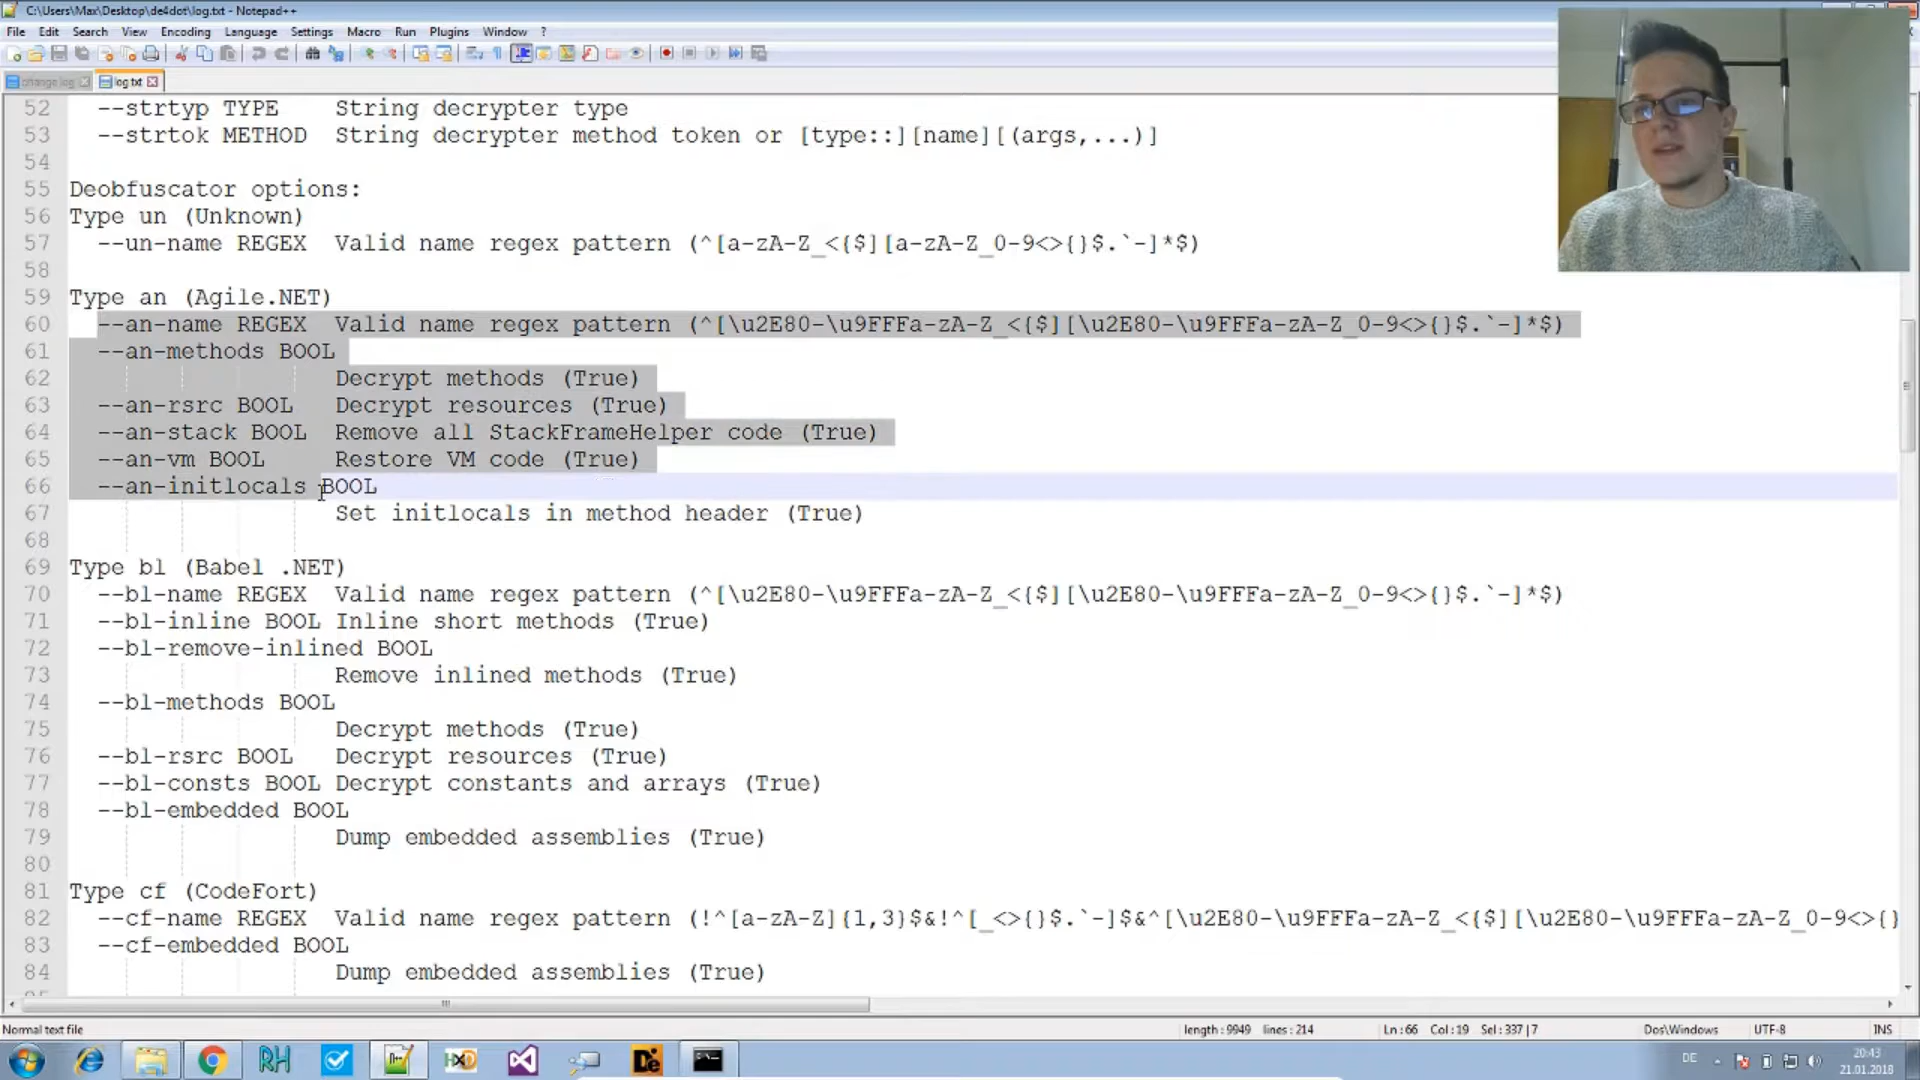 C:\Users\Max\Desktop\de4dot\log.txt - Notepad++
File Edit Search View Encoding Language Settings Macro Run Plugins Window ?
change.log log.txt
52 --strtyp TYPE String decrypter type
53 --strtok METHOD String decrypter method token or [type::][name][(args,...)]
54
55 Deobfuscator options:
56 Type un (Unknown)
57 --un-name REGEX Valid name regex pattern (^[a-zA-Z_<{$][a-zA-Z_0-9<>{}$.`-]*$)
58
59 Type an (Agile.NET)
60 --an-name REGEX Valid name regex pattern (^[\u2E80-\u9FFFa-zA-Z_<{$][\u2E80-\u9FFFa-zA-Z_0-9<>{}$.`-]*$)
61 --an-methods BOOL
62 Decrypt methods (True)
63 --an-rsrc BOOL Decrypt resources (True)
64 --an-stack BOOL Remove all StackFrameHelper code (True)
65 --an-vm BOOL Restore VM code (True)
66 --an-initlocals BOOL
67 Set initlocals in method header (True)
68
69 Type bl (Babel .NET)
70 --bl-name REGEX Valid name regex pattern (^[\u2E80-\u9FFFa-zA-Z_<{$][\u2E80-\u9FFFa-zA-Z_0-9<>{}$.`-]*$)
71 --bl-inline BOOL Inline short methods (True)
72 --bl-remove-inlined BOOL
73 Remove inlined methods (True)
74 --bl-methods BOOL
75 Decrypt methods (True)
76 --bl-rsrc BOOL Decrypt resources (True)
77 --bl-consts BOOL Decrypt constants and arrays (True)
78 --bl-embedded BOOL
79 Dump embedded assemblies (True)
80
81 Type cf (CodeFort)
82 --cf-name REGEX Valid name regex pattern (!^[a-zA-Z]{1,3}$&!^[_<>{}$.`-]$&^[\u2E80-\u9FFFa-zA-Z_<{$][\u2E80-\u9FFFa-zA-Z_0-9<>{}
83 --cf-embedded BOOL
84 Dump embedded assemblies (True)
Normal text file length : 9949 lines : 214 Ln : 66 Col : 19 Sel : 337 | 7 Dos\Windows UTF-8 INS
RH HXD De DE 20:43
21.01.2018